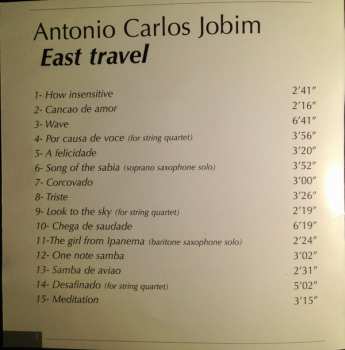 Antonio Carlos Jobim
East travel
1- How insensitive 2'41"
2- Cancao de amor 2'16"
3- Wave 6'41"
4- Por causa de voce (for string quartet) 3'56"
5- A felicidade 3'20"
6- Song of the sabia (soprano saxophone solo) 3'52"
7- Corcovado 3'00"
8- Triste 3'26"
9- Look to the sky (for string quartet) 2'19"
10- Chega de saudade 6'19"
11-The girl from Ipanema (baritone saxophone solo) 2'24"
12- One note samba 3'02"
13- Samba de aviao 2'31"
14- Desafinado (for string quartet) 5'02"
15- Meditation 3'15"